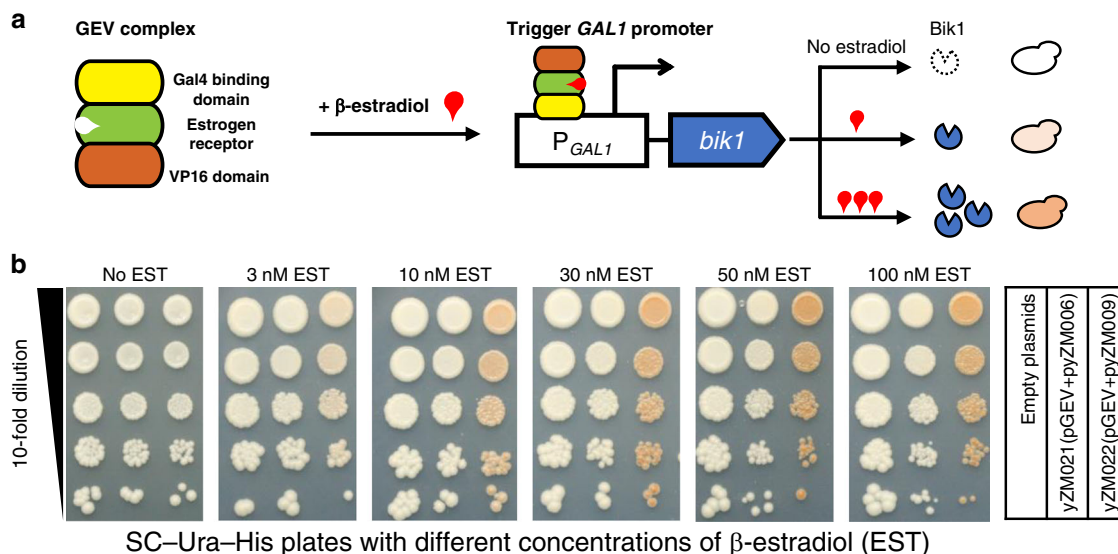 a
GEV complex
Gal4 binding
domain
Estrogen
receptor
VP16 domain
+ β-estradiol
Trigger GAL1 promoter
P_GAL1
bik1
No estradiol
Bik1
b
No EST
3 nM EST
10 nM EST
30 nM EST
50 nM EST
100 nM EST
10-fold dilution
Empty plasmids
yZM021(pGEV+pyZM006)
yZM022(pGEV+pyZM009)
SC–Ura–His plates with different concentrations of β-estradiol (EST)